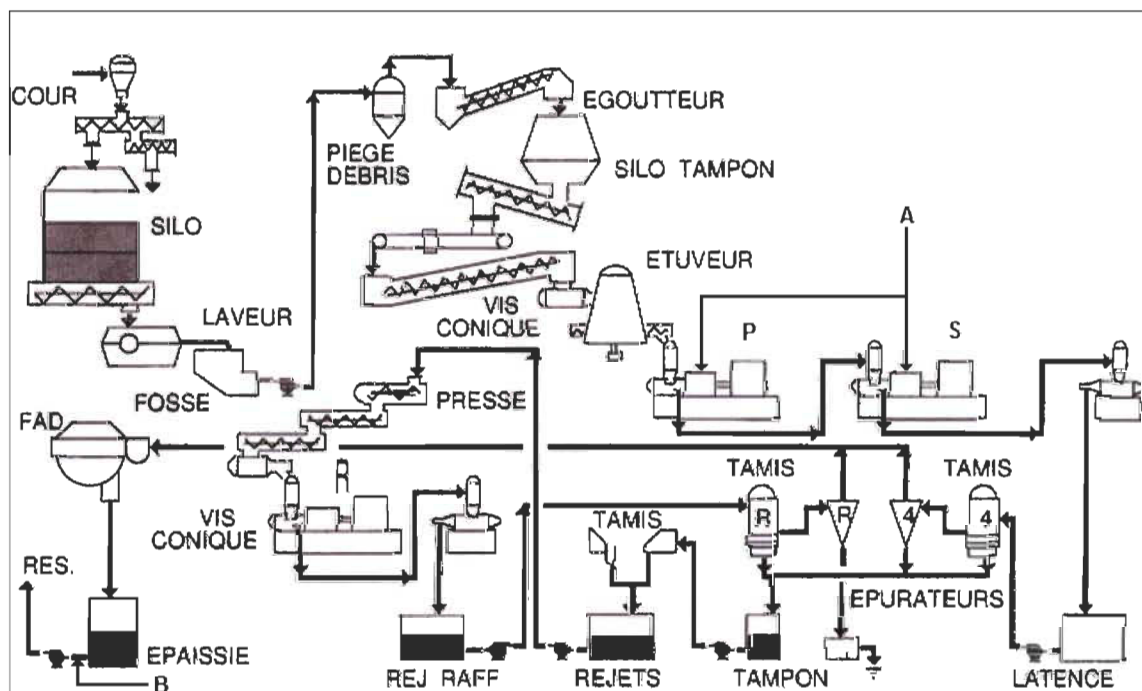 COUR
PIEGE
DEBRIS
EGOUTTEUR
SILO TAMPON
SILO
A
ETUVEUR
LAVEUR
VIS
CONIQUE
P
S
FOSSE
PRESSE
FAD
R
TAMIS
TAMIS
VIS
CONIQUE
TAMIS
R
R
4
4
RES.
EPURATEURS
EPAISSIE
B
REJ RAFF
REJETS
TAMPON
LATENCE